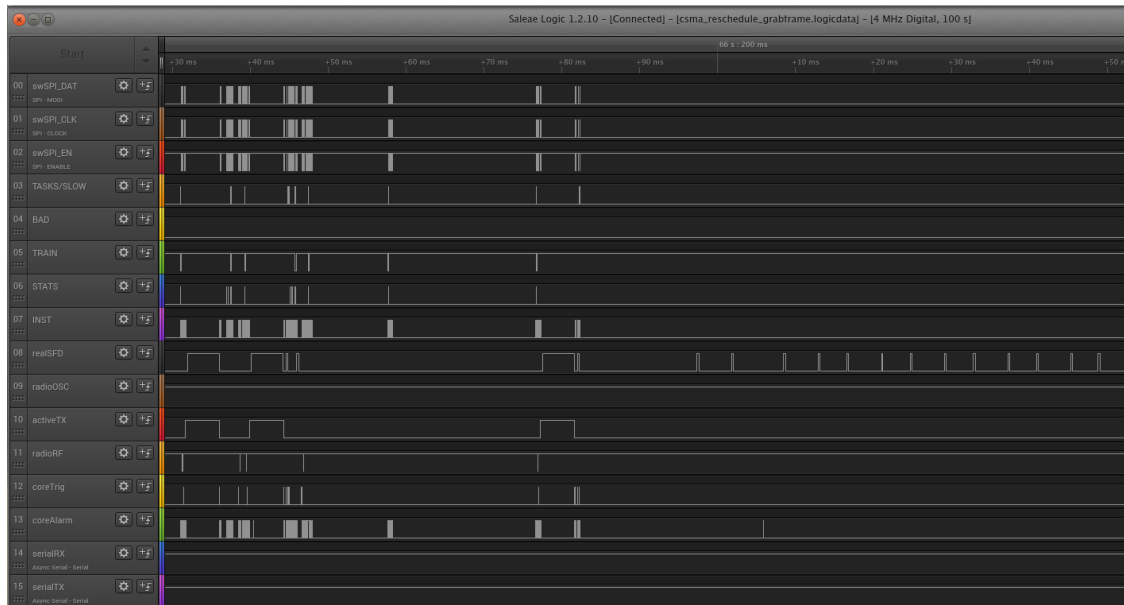 Saleae Logic 1.2.10 - [Connected] - [csma_reschedule_grabframe.logicdata] - [4 MHz Digital, 100 s]
Start
66 s : 200 ms
+30 ms +40 ms +50 ms +60 ms +70 ms +80 ms +90 ms +10 ms +20 ms +30 ms +40 ms +50 m
00 swSPI_DAT
SPI - MOSI
01 swSPI_CLK
SPI - CLOCK
02 swSPI_EN
SPI - ENABLE
03 TASKS/SLOW
04 BAD
05 TRAIN
06 STATS
07 INST
08 realSFD
09 radioOSC
10 activeTX
11 radioRF
12 coreTrig
13 coreAlarm
14 serialRX
Async Serial - Serial
15 serialTX
Async Serial - Serial